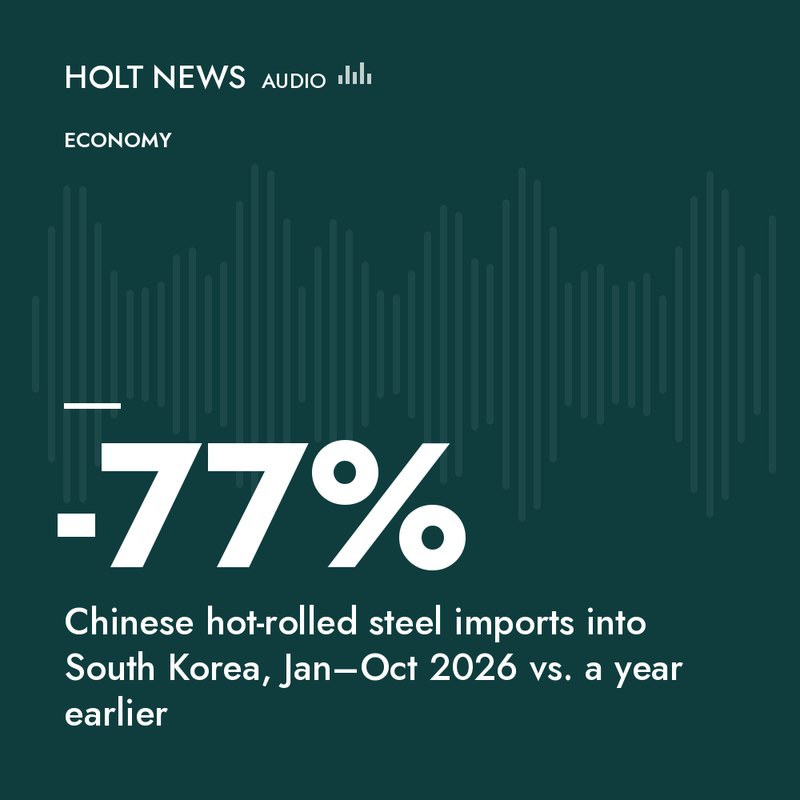 HOLT NEWS AUDIO
ECONOMY
-77%
Chinese hot-rolled steel imports into
South Korea, Jan–Oct 2026 vs. a year
earlier